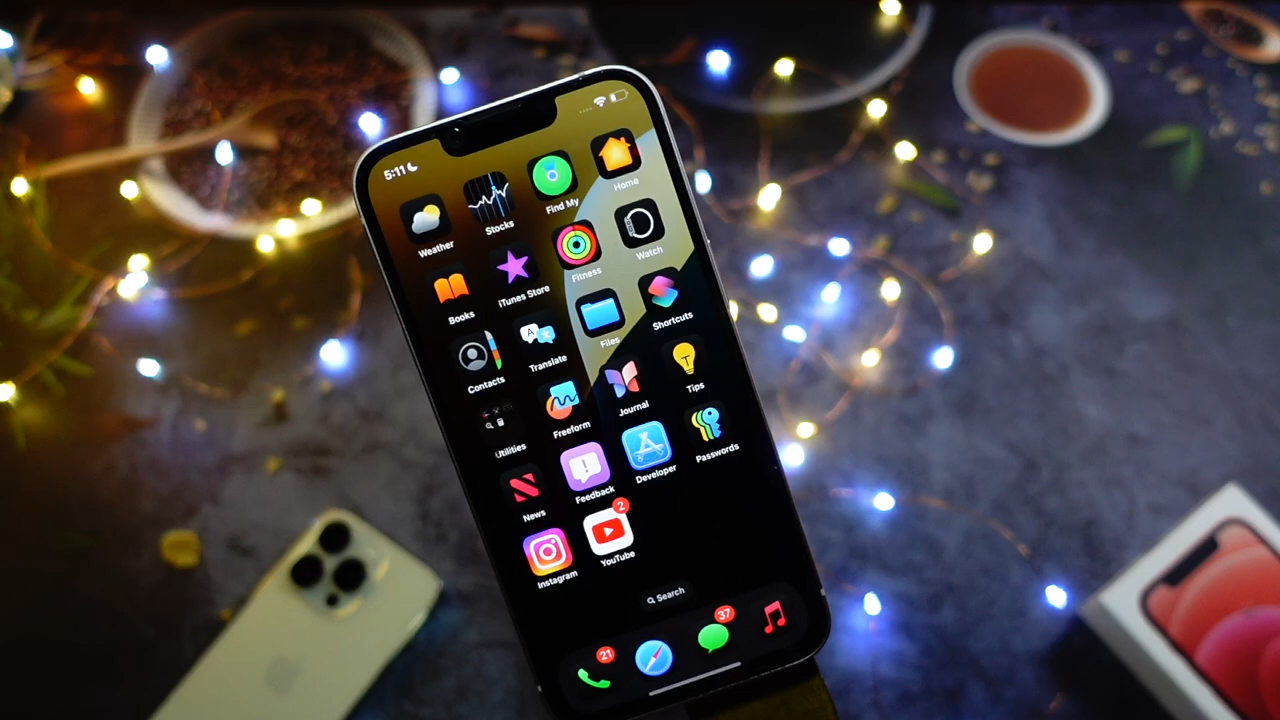 5:11
Weather
Stocks
Find My
Home
Books
iTunes Store
Fitness
Watch
Contacts
Translate
Files
Shortcuts
Utilities
Freeform
Journal
Tips
News
Feedback
Developer
Passwords
Instagram
2
YouTube
Search
21
37